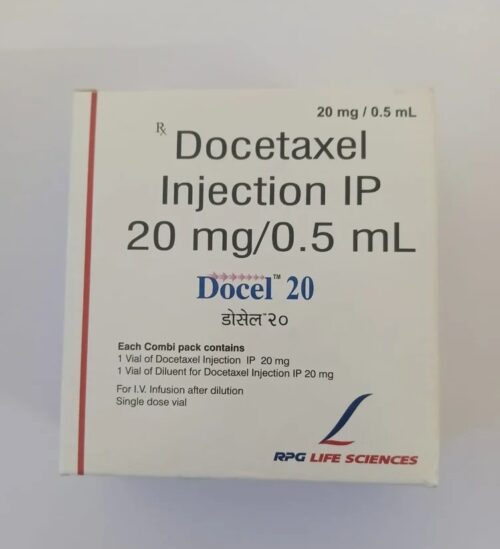 20 mg / 0.5 mL
Rx Docetaxel
Injection IP
20 mg/0.5 mL
Docel™ 20
डोसेल™२०
Each Combi pack contains
1 Vial of Docetaxel Injection IP 20 mg
1 Vial of Diluent for Docetaxel Injection IP 20 mg
For I.V. Infusion after dilution
Single dose vial
RPG LIFE SCIENCES